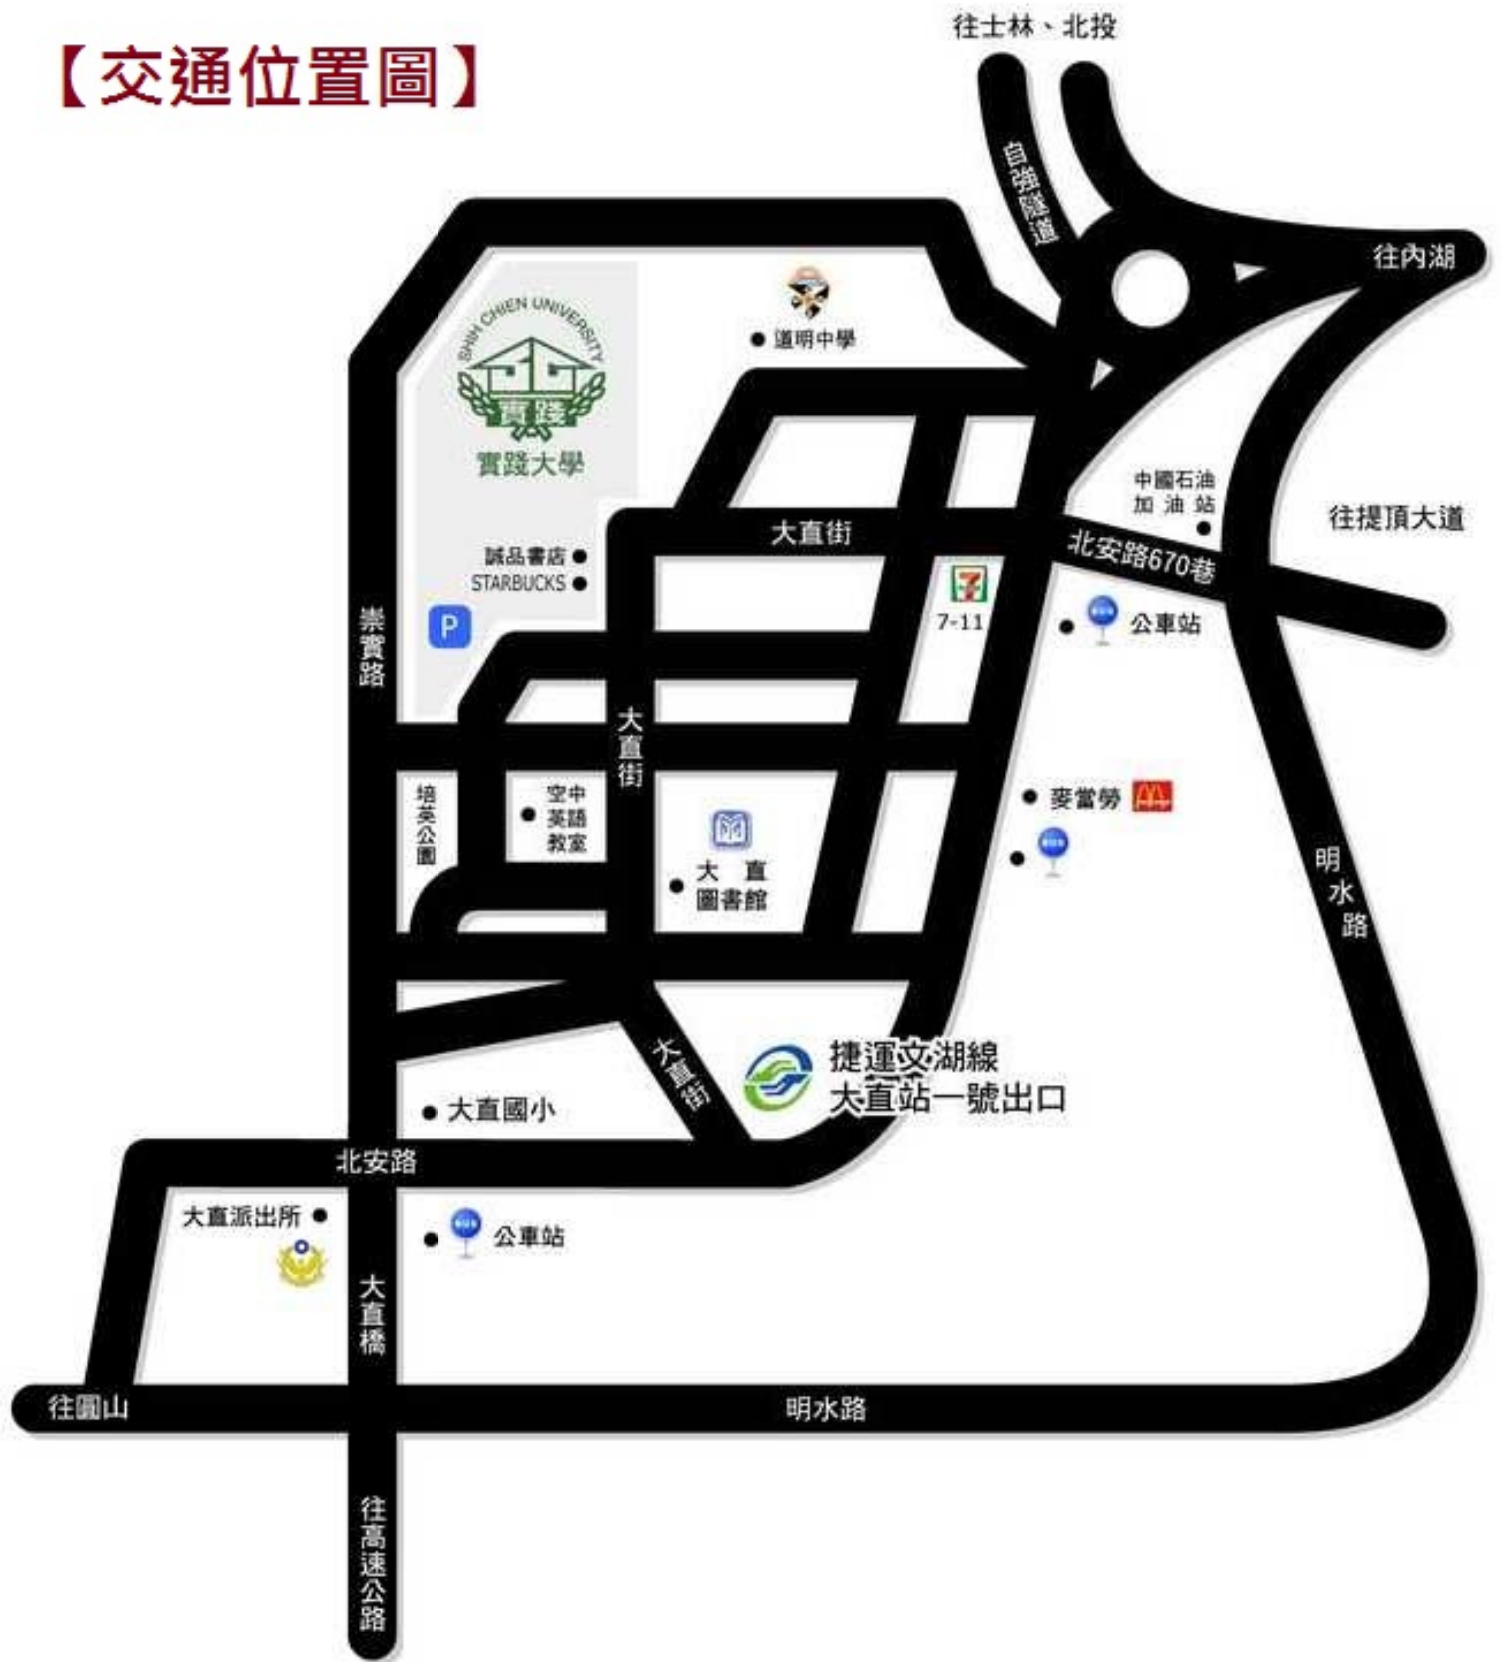 【交通位置圖】
往士林、北投
自強隧道
往內湖
SHIH CHIEN UNIVERSITY
實踐
實踐大學
道明中學
中國石油
加油站
往提頂大道
大直街
北安路670巷
誠品書店
STARBUCKS
P
7
7-11
BUS
公車站
崇實路
大直街
培英公園
空中
英語
教室
大直
圖書館
麥當勞
BUS
明水路
大直街
捷運文湖線
大直站一號出口
大直國小
北安路
大直派出所
BUS
公車站
大直橋
往圓山
明水路
往高速公路